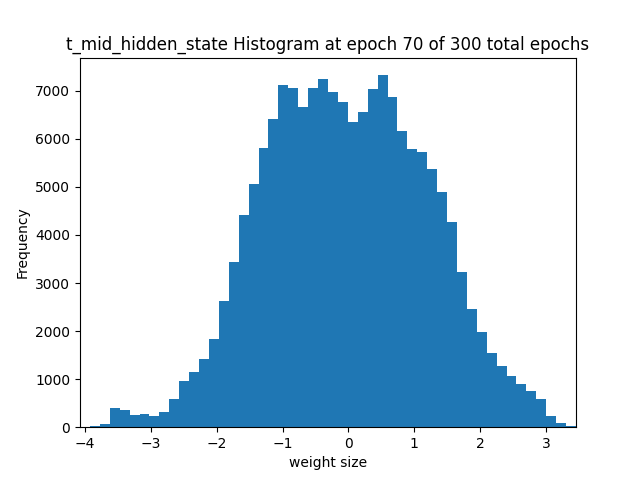 t_mid_hidden_state Histogram at epoch 70 of 300 total epochs
7000
6000
5000
4000
3000
2000
1000
0
Frequency
−4 −3 −2 −1 0 1 2 3
weight size